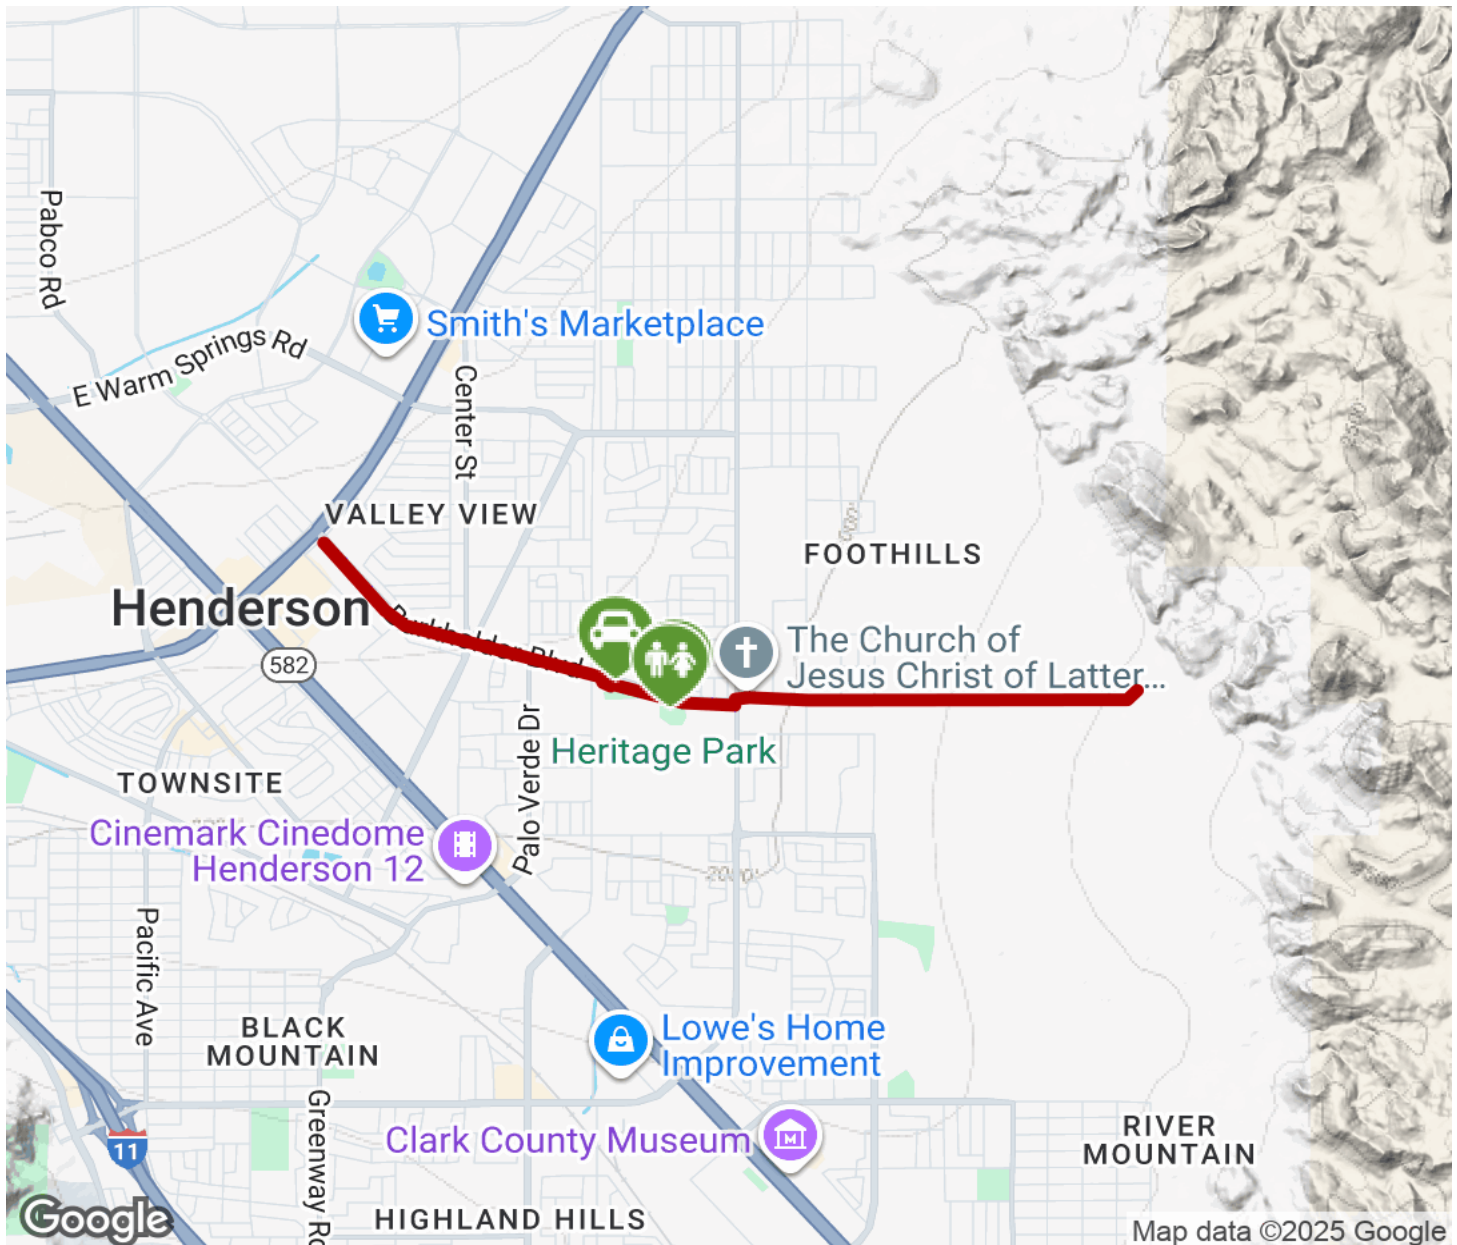 Pabco Rd
Smith's Marketplace
E Warm Springs Rd
Center St
VALLEY VIEW
FOOTHILLS
Henderson
Burkholder Blvd
The Church of
Jesus Christ of Latter...
582
Palo Verde Dr
Heritage Park
TOWNSITE
Cinemark Cinedome
Henderson 12
Pacific Ave
BLACK
MOUNTAIN
Lowe's Home
Improvement
Greenway Rd
11
Clark County Museum
RIVER
MOUNTAIN
HIGHLAND HILLS
Google
Map data ©2025 Google